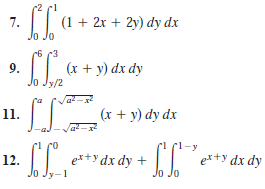 7. ∫₀² ∫₀¹ (1 + 2x + 2y) dy dx
9. ∫₀⁶ ∫_{y/2}³ (x + y) dx dy
11. ∫_{-a}^{a} ∫_{-√(a²-x²)}^{√(a²-x²)} (x + y) dy dx
12. ∫₀¹ ∫_{y-1}⁰ e^{x+y} dx dy + ∫₀¹ ∫₀^{1-y} e^{x+y} dx dy